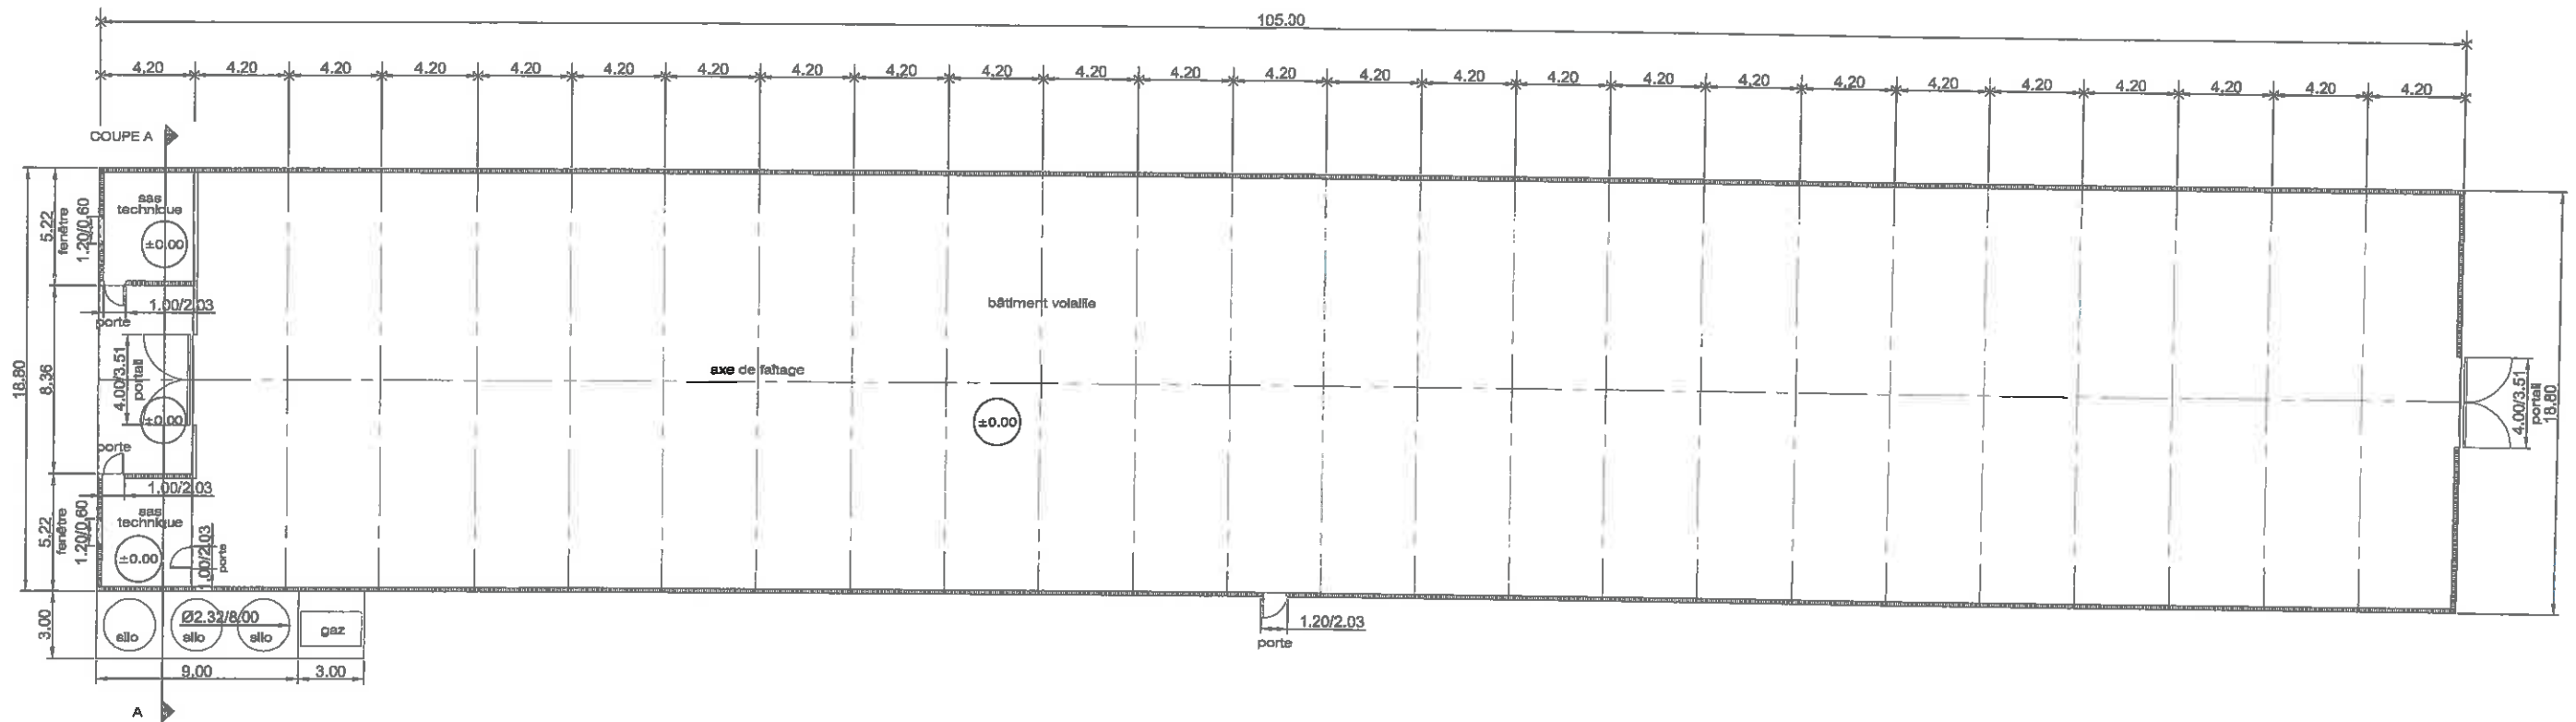 105.00
4,20 4.20 4.20 4.20 4.20 4.20 4.20 4.20 4,20 4.20 4.20 4.20 4.20 4.20 4.20 4.20 4.20 4,20 4.20 4.20 4.20 4.20 4.20 4.20 4.20
COUPE A
sas
technique
±0.00
5.22
fenêtre
1.20/0.60
1.00/2.03
porte
bâtiment volaille
18.80
8.36
4.00/3.51
portail
±0.00
axe de faîtage
±0.00
4.00/3.51
portail
18.80
porte
1.00/2.03
5.22
fenêtre
1.20/0.60
sas
technique
±0.00
1.00/2.03
porte
3.00
silo
Ø2.32/8.00
silo
silo
gaz
1.20/2.03
porte
9.00
3.00
A